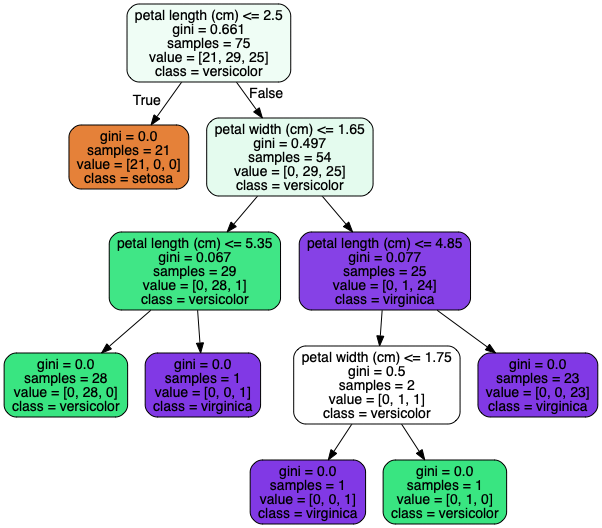 petal length (cm) <= 2.5
gini = 0.661
samples = 75
value = [21, 29, 25]
class = versicolor
True
False
gini = 0.0
samples = 21
value = [21, 0, 0]
class = setosa
petal width (cm) <= 1.65
gini = 0.497
samples = 54
value = [0, 29, 25]
class = versicolor
petal length (cm) <= 5.35
gini = 0.067
samples = 29
value = [0, 28, 1]
class = versicolor
petal length (cm) <= 4.85
gini = 0.077
samples = 25
value = [0, 1, 24]
class = virginica
gini = 0.0
samples = 28
value = [0, 28, 0]
class = versicolor
gini = 0.0
samples = 1
value = [0, 0, 1]
class = virginica
petal width (cm) <= 1.75
gini = 0.5
samples = 2
value = [0, 1, 1]
class = versicolor
gini = 0.0
samples = 23
value = [0, 0, 23]
class = virginica
gini = 0.0
samples = 1
value = [0, 0, 1]
class = virginica
gini = 0.0
samples = 1
value = [0, 1, 0]
class = versicolor